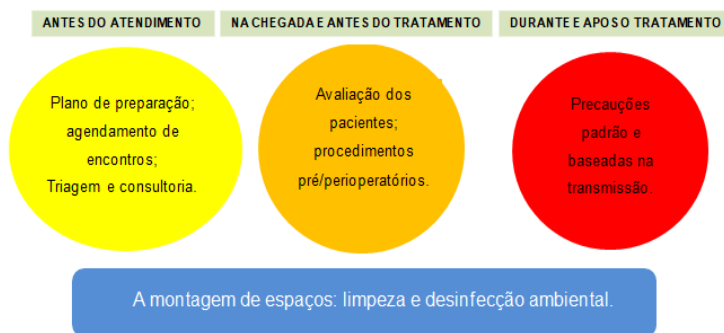 ANTES DO ATENDIMENTO
NA CHEGADA E ANTES DO TRATAMENTO
DURANTE E APOS O TRATAMENTO
Plano de preparação;
agendamento de
encontros;
Triagem e consultoria.
Avaliação dos
pacientes;
procedimentos
pré/perioperatórios.
Precauções
padrão e
baseadas na
transmissão.
A montagem de espaços: limpeza e desinfecção ambiental.